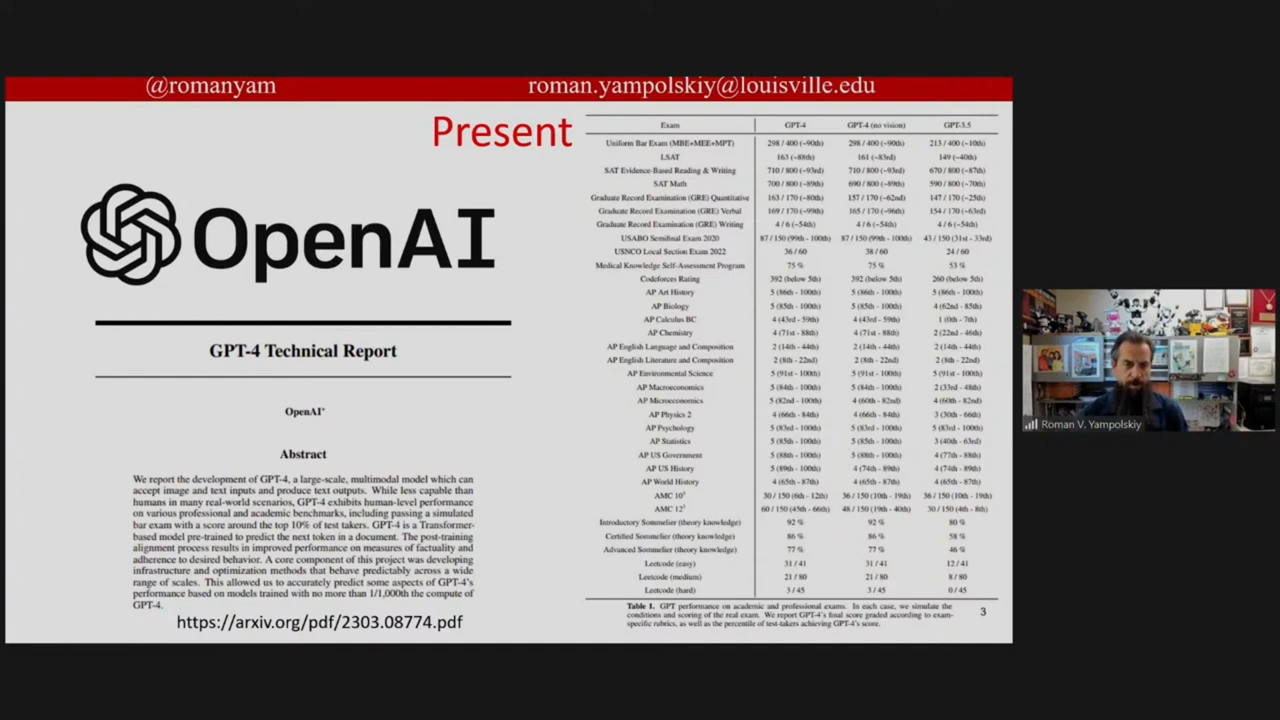 @romanyam roman.yampolskiy@louisville.edu
Present
OpenAI
GPT-4 Technical Report
OpenAI*
Abstract
We report the development of GPT-4, a large-scale, multimodal model which can
accept image and text inputs and produce text outputs. While less capable than
humans in many real-world scenarios, GPT-4 exhibits human-level performance
on various professional and academic benchmarks, including passing a simulated
bar exam with a score around the top 10% of test takers. GPT-4 is a Transformer-
based model pre-trained to predict the next token in a document. The post-training
alignment process results in improved performance on measures of factuality and
adherence to desired behavior. A core component of this project was developing
infrastructure and optimization methods that behave predictably across a wide
range of scales. This allowed us to accurately predict some aspects of GPT-4's
performance based on models trained with no more than 1/1,000th the compute of
GPT-4.
https://arxiv.org/pdf/2303.08774.pdf
Exam GPT-4 GPT-4 (no vision) GPT-3.5
Uniform Bar Exam (MBE+MEE+MPT) 298 / 400 (~90th) 298 / 400 (~90th) 213 / 400 (~10th)
LSAT 163 (~88th) 161 (~83rd) 149 (~40th)
SAT Evidence-Based Reading & Writing 710 / 800 (~93rd) 710 / 800 (~93rd) 670 / 800 (~87th)
SAT Math 700 / 800 (~89th) 690 / 800 (~89th) 590 / 800 (~70th)
Graduate Record Examination (GRE) Quantitative 163 / 170 (~80th) 157 / 170 (~62nd) 147 / 170 (~25th)
Graduate Record Examination (GRE) Verbal 169 / 170 (~99th) 165 / 170 (~96th) 154 / 170 (~63rd)
Graduate Record Examination (GRE) Writing 4 / 6 (~54th) 4 / 6 (~54th) 4 / 6 (~54th)
USABO Semifinal Exam 2020 87 / 150 (99th - 100th) 87 / 150 (99th - 100th) 43 / 150 (31st - 33rd)
USNCO Local Section Exam 2022 36 / 60 38 / 60 24 / 60
Medical Knowledge Self-Assessment Program 75 % 75 % 53 %
Codeforces Rating 392 (below 5th) 392 (below 5th) 260 (below 5th)
AP Art History 5 (86th - 100th) 5 (86th - 100th) 5 (86th - 100th)
AP Biology 5 (85th - 100th) 5 (85th - 100th) 4 (62nd - 85th)
AP Calculus BC 4 (43rd - 59th) 4 (43rd - 59th) 1 (0th - 7th)
AP Chemistry 4 (71st - 88th) 4 (71st - 88th) 2 (22nd - 46th)
AP English Language and Composition 2 (14th - 44th) 2 (14th - 44th) 2 (14th - 44th)
AP English Literature and Composition 2 (8th - 22nd) 2 (8th - 22nd) 2 (8th - 22nd)
AP Environmental Science 5 (91st - 100th) 5 (91st - 100th) 5 (91st - 100th)
AP Macroeconomics 5 (84th - 100th) 5 (84th - 100th) 2 (33rd - 48th)
AP Microeconomics 5 (82nd - 100th) 4 (60th - 82nd) 4 (60th - 82nd)
AP Physics 2 4 (66th - 84th) 4 (66th - 84th) 3 (30th - 66th)
AP Psychology 5 (83rd - 100th) 5 (83rd - 100th) 5 (83rd - 100th)
AP Statistics 5 (85th - 100th) 5 (85th - 100th) 3 (40th - 63rd)
AP US Government 5 (88th - 100th) 5 (88th - 100th) 4 (77th - 88th)
AP US History 5 (89th - 100th) 4 (74th - 89th) 4 (74th - 89th)
AP World History 4 (65th - 87th) 4 (65th - 87th) 4 (65th - 87th)
AMC 10³ 30 / 150 (6th - 12th) 36 / 150 (10th - 19th) 36 / 150 (10th - 19th)
AMC 12³ 60 / 150 (45th - 66th) 48 / 150 (19th - 40th) 30 / 150 (4th - 8th)
Introductory Sommelier (theory knowledge) 92 % 92 % 80 %
Certified Sommelier (theory knowledge) 86 % 86 % 58 %
Advanced Sommelier (theory knowledge) 77 % 77 % 46 %
Leetcode (easy) 31 / 41 31 / 41 12 / 41
Leetcode (medium) 21 / 80 21 / 80 8 / 80
Leetcode (hard) 3 / 45 3 / 45 0 / 45
Table 1. GPT performance on academic and professional exams. In each case, we simulate the
conditions and scoring of the real exam. We report GPT-4's final score graded according to exam-
specific rubrics, as well as the percentile of test-takers achieving GPT-4's score.
3
Roman V. Yampolskiy